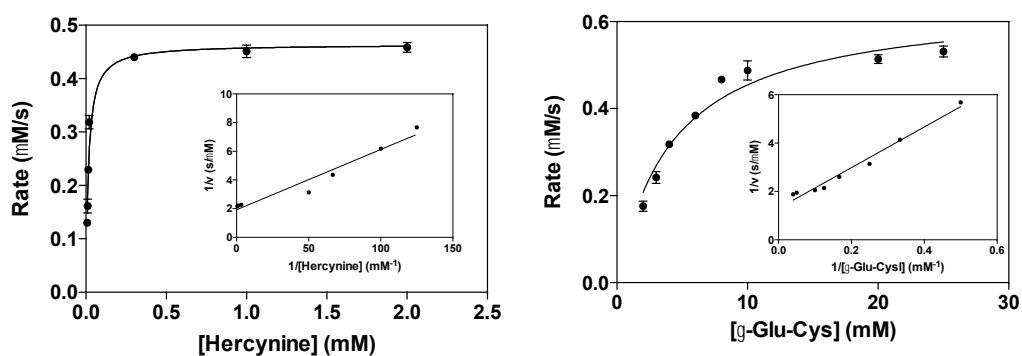 0.5
0.4
0.3
0.2
0.1
0.0
Rate (mM/s)
0.0 0.5 1.0 1.5 2.0 2.5
[Hercynine] (mM)
10
8
6
4
2
0
1/v (s/mM)
0 50 100 150
1/[Hercynine] (mM-1)
0.6
0.4
0.2
0.0
Rate (mM/s)
0 10 20 30
[g-Glu-Cys] (mM)
6
4
2
0
1/v (s/mM)
0.0 0.2 0.4 0.6
1/[g-Glu-Cysl] (mM-1)